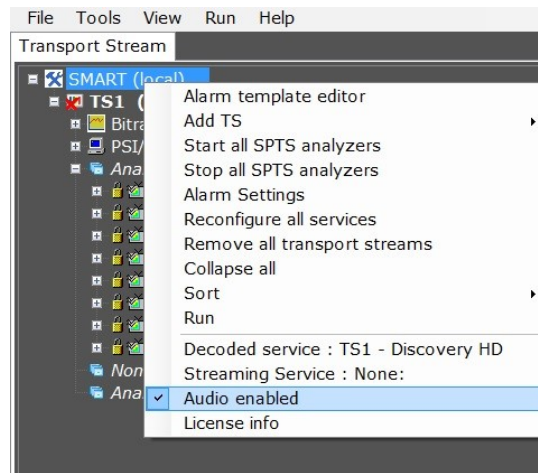 File Tools View Run Help
Transport Stream
SMART (local)
TS1 (
Alarm template editor
Add TS
Start all SPTS analyzers
Stop all SPTS analyzers
Alarm Settings
Reconfigure all services
Remove all transport streams
Collapse all
Sort
Run
Decoded service : TS1 - Discovery HD
Streaming Service : None:
Audio enabled
License info
Bitra
PSI/
Ana
Non
Ana